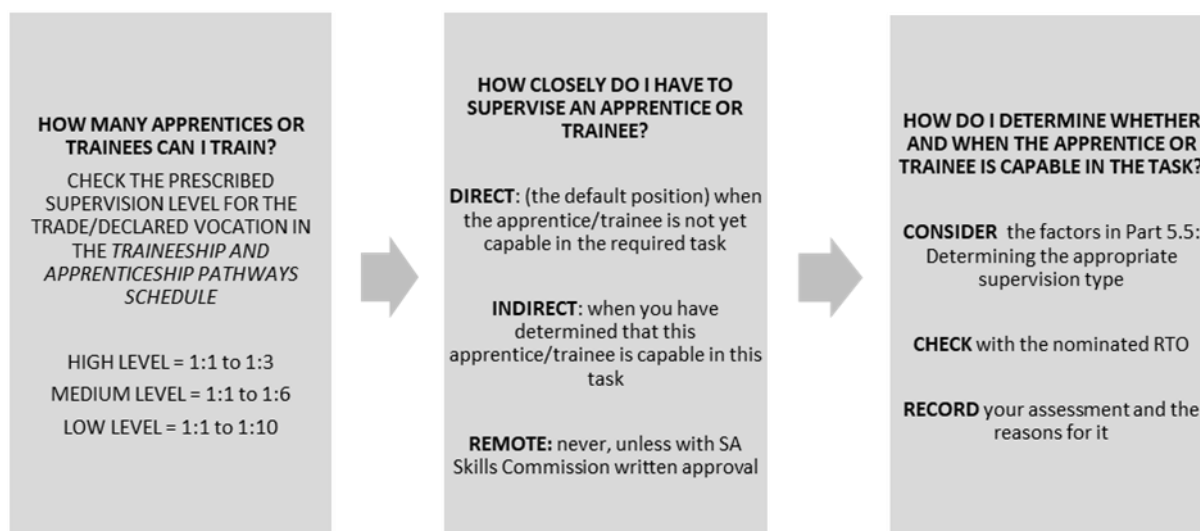 HOW MANY APPRENTICES OR
TRAINEES CAN I TRAIN?
CHECK THE PRESCRIBED
SUPERVISION LEVEL FOR THE
TRADE/DECLARED VOCATION IN
THE TRAINEESHIP AND
APPRENTICESHIP PATHWAYS
SCHEDULE
HIGH LEVEL = 1:1 to 1:3
MEDIUM LEVEL = 1:1 to 1:6
LOW LEVEL = 1:1 to 1:10
HOW CLOSELY DO I HAVE TO
SUPERVISE AN APPRENTICE OR
TRAINEE?
DIRECT: (the default position) when
the apprentice/trainee is not yet
capable in the required task
INDIRECT: when you have
determined that this
apprentice/trainee is capable in this
task
REMOTE: never, unless with SA
Skills Commission written approval
HOW DO I DETERMINE WHETHER
AND WHEN THE APPRENTICE OR
TRAINEE IS CAPABLE IN THE TASK?
CONSIDER the factors in Part 5.5:
Determining the appropriate
supervision type
CHECK with the nominated RTO
RECORD your assessment and the
reasons for it